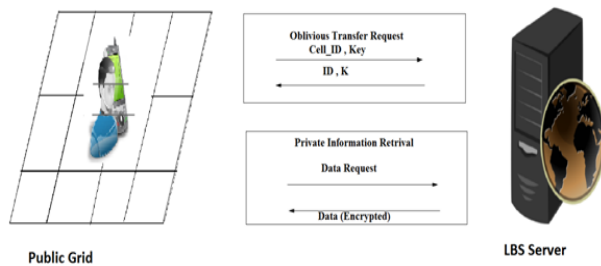 Oblivious Transfer Request
Cell_ID , Key
ID , K
Private Information Retrival
Data Request
Data (Encrypted)
Public Grid
LBS Server